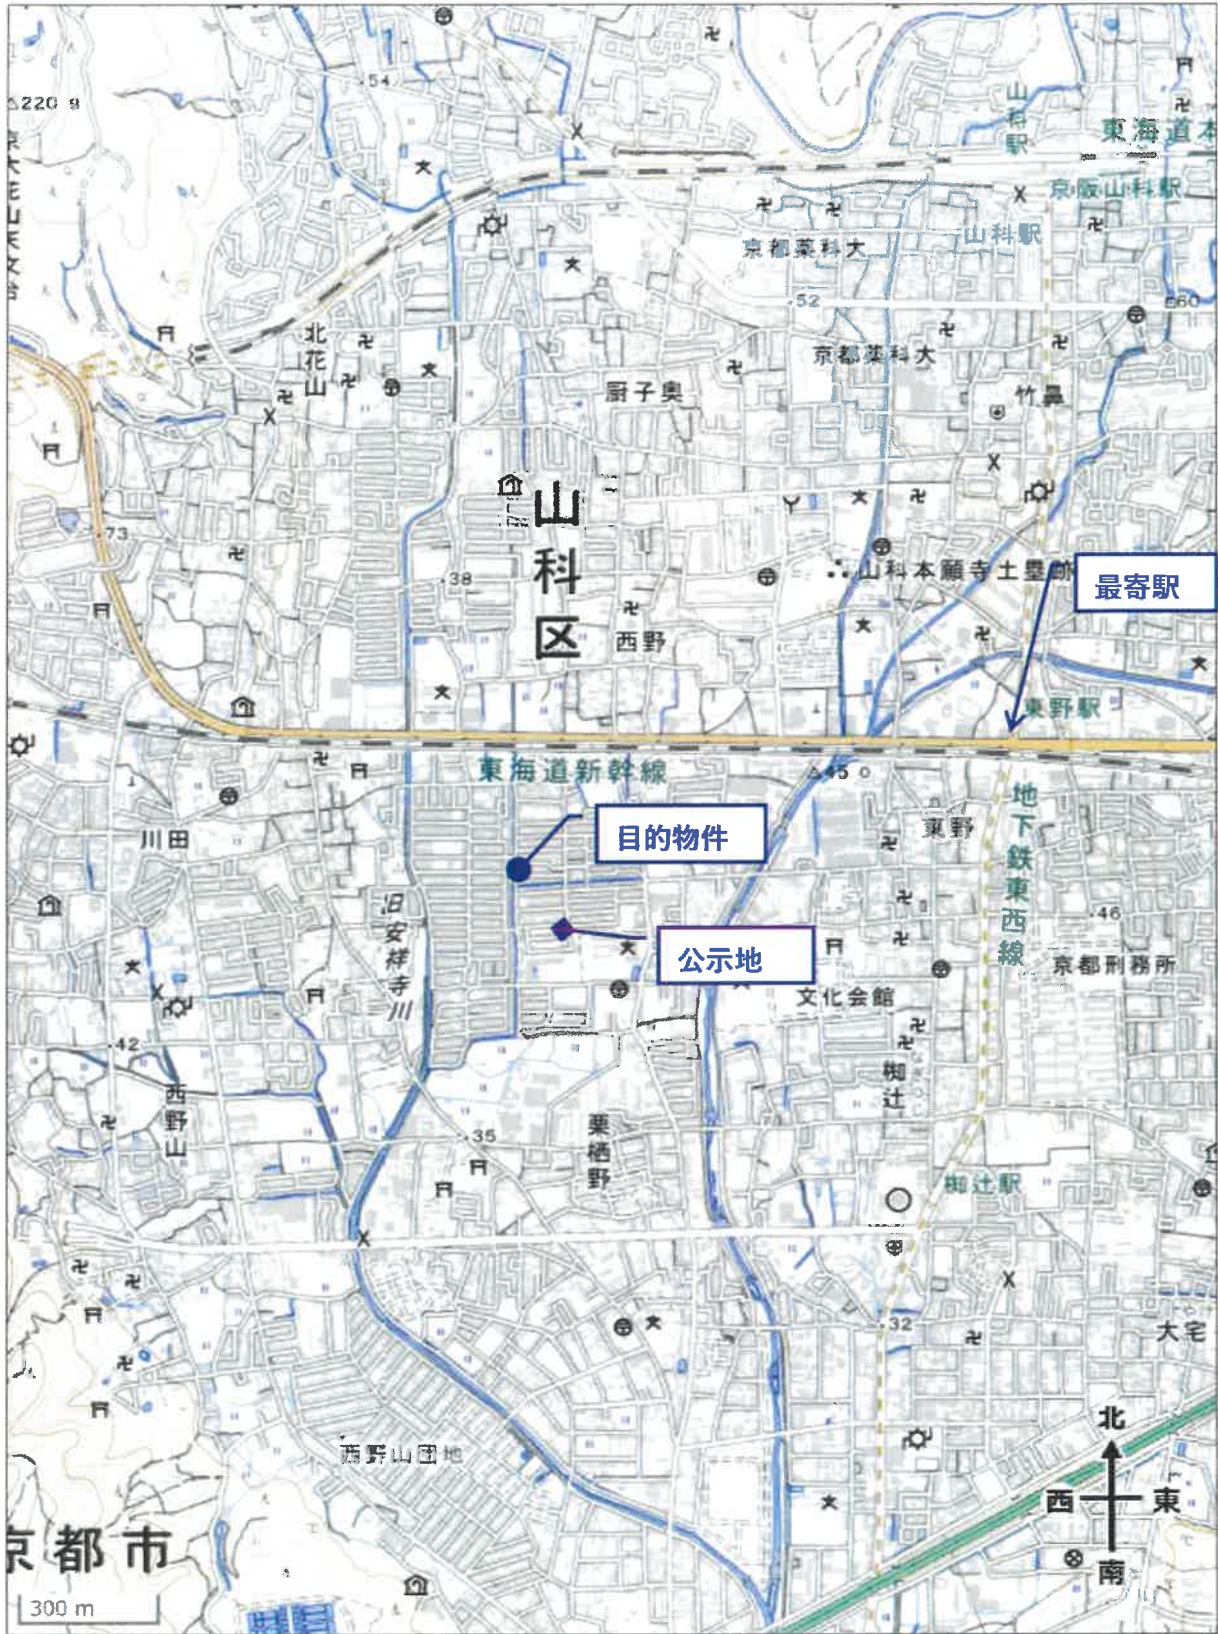 220.9
54
山科駅
東海道本
京阪山科駅
山科駅
京都薬科大
52
60
北花山
厨子奥
京都薬科大
竹鼻
73
山科区
38
山科本願寺土塁跡
最寄駅
西野
東野駅
東海道新幹線
45.0
目的物件
川田
東野
地下鉄東西線
旧安祥寺川
46
公示地
京都刑務所
文化会館
42
椥辻
西野山
栗栖野
35
椥辻駅
32
大宅
西野山団地
北
西
東
南
京都市
300 m